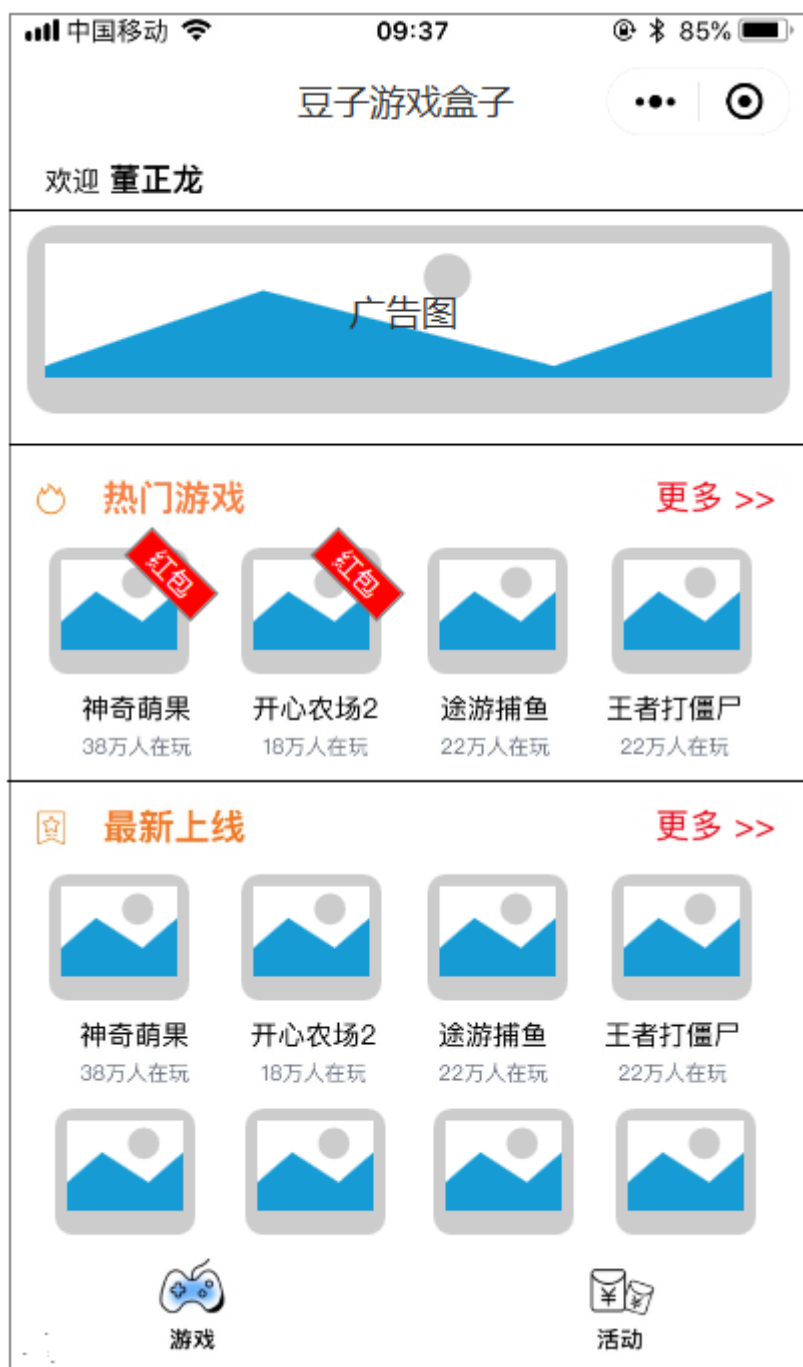 中国移动 09:37 85%
豆子游戏盒子
欢迎 董正龙
广告图
热门游戏 更多 >>
红包 红包
神奇萌果 开心农场2 途游捕鱼 王者打僵尸
38万人在玩 18万人在玩 22万人在玩 22万人在玩
最新上线 更多 >>
神奇萌果 开心农场2 途游捕鱼 王者打僵尸
38万人在玩 18万人在玩 22万人在玩 22万人在玩
¥ ¥
游戏 活动